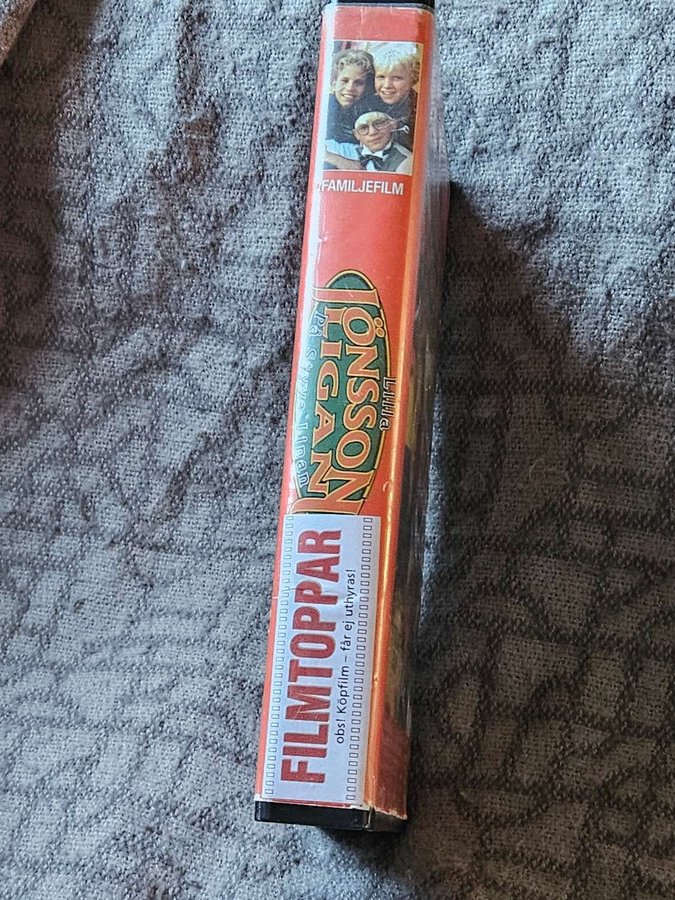 FAMILJEFILM
Lilla
JÖNSSON
LIGAN
på styva linan
FILMTOPPAR
obs! Köpfilm – får ej uthyras!